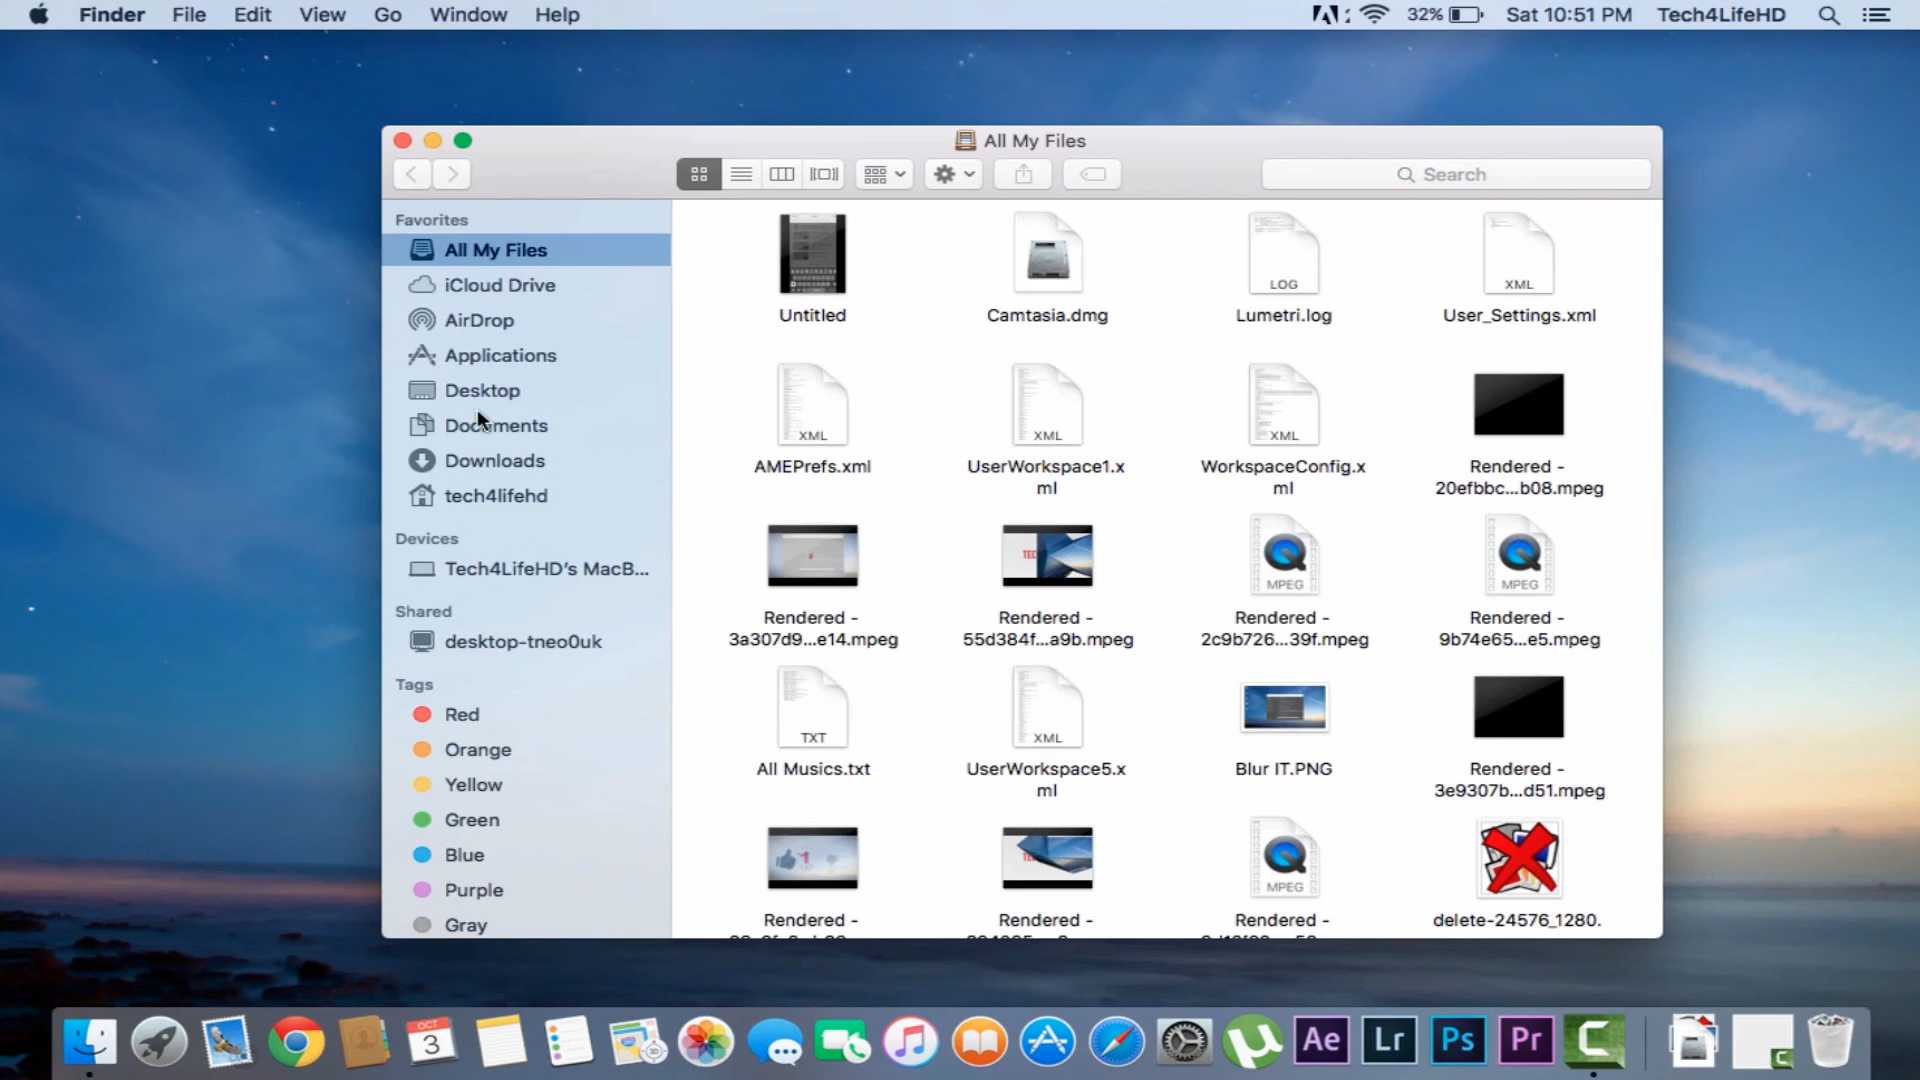 Finder File Edit View Go Window Help
32% Sat 10:51 PM Tech4LifeHD
All My Files
Search
Favorites
All My Files
iCloud Drive
AirDrop
Applications
Desktop
Documents
Downloads
tech4lifehd
Devices
Tech4LifeHD's MacB...
Shared
desktop-tneo0uk
Tags
Red
Orange
Yellow
Green
Blue
Purple
Gray
LOG XML
Untitled Camtasia.dmg Lumetri.log User_Settings.xml
XML XML XML
AMEPrefs.xml UserWorkspace1.x WorkspaceConfig.x Rendered -
ml ml 20efbbc...b08.mpeg
TEC MPEG MPEG
Rendered - Rendered - Rendered - Rendered -
3a307d9...e14.mpeg 55d384f...a9b.mpeg 2c9b726...39f.mpeg 9b74e65...e5.mpeg
TXT XML
All Musics.txt UserWorkspace5.x Blur IT.PNG Rendered -
ml 3e9307b...d51.mpeg
1 MPEG
Rendered - Rendered - Rendered - delete-24576_1280.
OCT
3
Ae Lr Ps Pr C
C